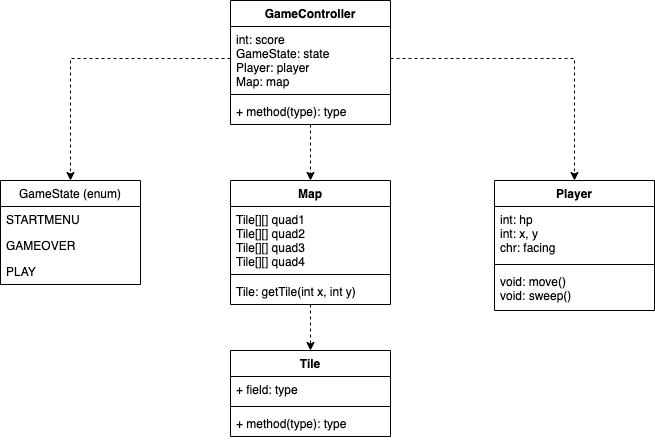 GameController
int: score
GameState: state
Player: player
Map: map
+ method(type): type
GameState (enum)
STARTMENU
GAMEOVER
PLAY
Map
Tile[][] quad1
Tile[][] quad2
Tile[][] quad3
Tile[][] quad4
Tile: getTile(int x, int y)
Player
int: hp
int: x, y
chr: facing
void: move()
void: sweep()
Tile
+ field: type
+ method(type): type